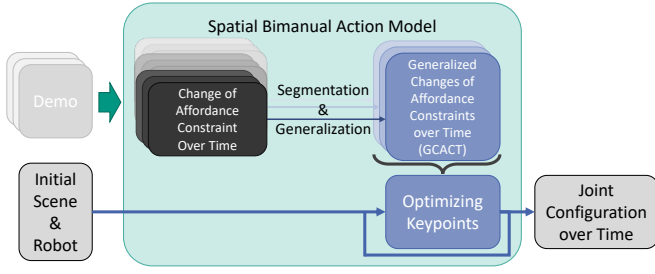 Spatial Bimanual Action Model
Demo
Change of
Affordance
Constraint
Over Time
Segmentation
&
Generalization
Generalized
Changes of
Affordance
Constraints
over Time
(GCACT)
Initial
Scene
&
Robot
Optimizing
Keypoints
Joint
Configuration
over Time